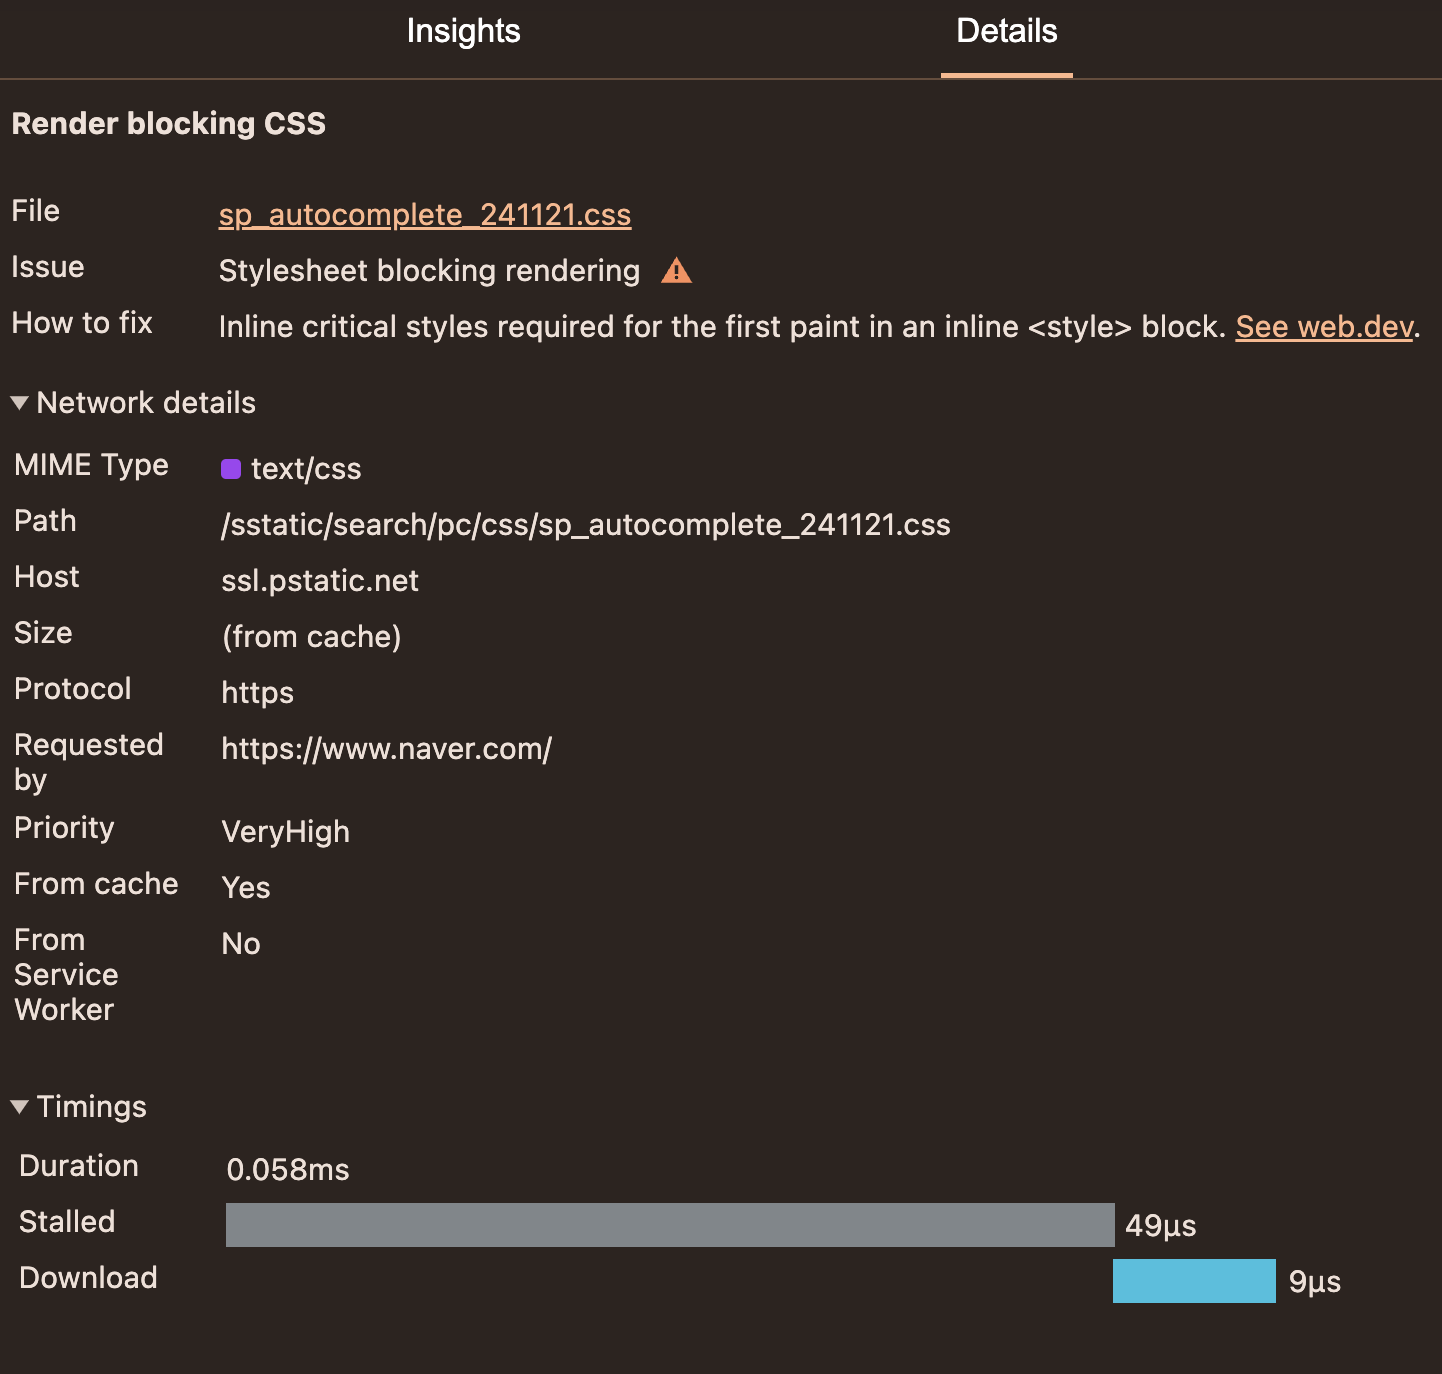 Insights Details
Render blocking CSS
File sp_autocomplete_241121.css
Issue Stylesheet blocking rendering
How to fix Inline critical styles required for the first paint in an inline <style> block. See web.dev.
Network details
MIME Type text/css
Path /sstatic/search/pc/css/sp_autocomplete_241121.css
Host ssl.pstatic.net
Size (from cache)
Protocol https
Requested by https://www.naver.com/
Priority VeryHigh
From cache Yes
From Service Worker No
Timings
Duration 0.058ms
Stalled 49μs
Download 9μs